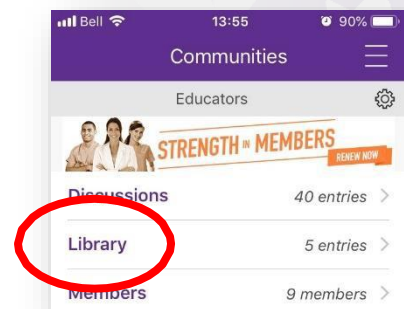 Bell 13:55 90%
Communities
Educators
STRENGTH IN MEMBERS
RENEW NOW
Discussions 40 entries
Library 5 entries
Members 9 members